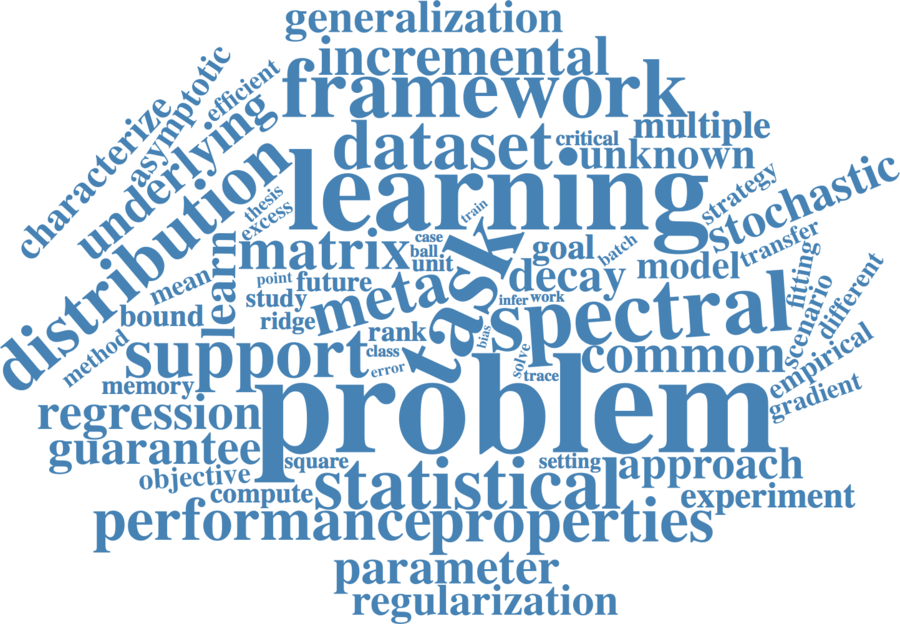 generalization
incremental
framework
efficient
asymptotic
characterize
underlying
dataset
critical
multiple
unknown
learning
distribution
thesis
excess
train
strategy
stochastic
matrix
case
ball
unit
task
goal
batch
model
transfer
learn
mean
point
future
meta
decay
fitting
different
scenario
study
infer
work
spectral
bound
ridge
rank
bias
method
support
class
error
solve
trace
common
empirical
gradient
memory
problem
regression
guarantee
square
setting
approach
objective
compute
statistical
experiment
performance
properties
parameter
regularization